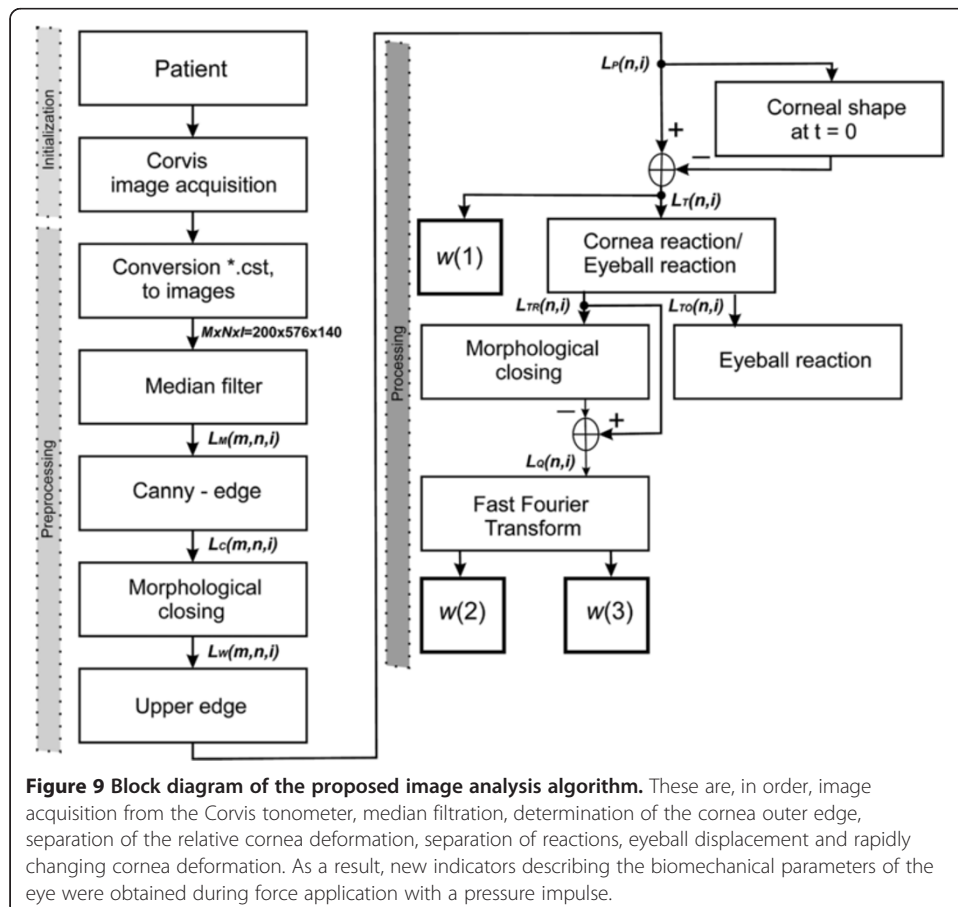 Initialization
Patient
Corvis
image acquisition
Preprocessing
Conversion *.cst,
to images
MxNxI=200x576x140
Median filter
LM(m,n,i)
Canny - edge
LC(m,n,i)
Morphological
closing
LW(m,n,i)
Upper edge
Processing
LP(n,i)
Corneal shape
at t = 0
+
−
LT(n,i)
w(1)
Cornea reaction/
Eyeball reaction
LTR(n,i)
LTO(n,i)
Morphological
closing
Eyeball reaction
−
+
LQ(n,i)
Fast Fourier
Transform
w(2)
w(3)
Figure 9 Block diagram of the proposed image analysis algorithm. These are, in order, image
acquisition from the Corvis tonometer, median filtration, determination of the cornea outer edge,
separation of the relative cornea deformation, separation of reactions, eyeball displacement and rapidly
changing cornea deformation. As a result, new indicators describing the biomechanical parameters of the
eye were obtained during force application with a pressure impulse.